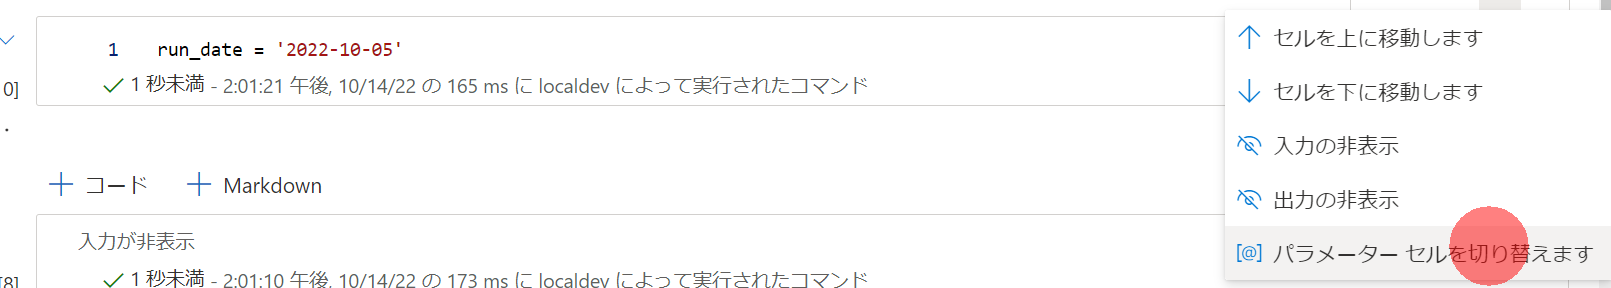 1 run_date = '2022-10-05'
0]
1 秒未満 - 2:01:21 午後, 10/14/22 の 165 ms に localdev によって実行されたコマンド
コード Markdown
入力が非表示
[8]
1 秒未満 - 2:01:10 午後, 10/14/22 の 173 ms に localdev によって実行されたコマンド
セルを上に移動します
セルを下に移動します
入力の非表示
出力の非表示
[@] パラメーター セルを切り替えます